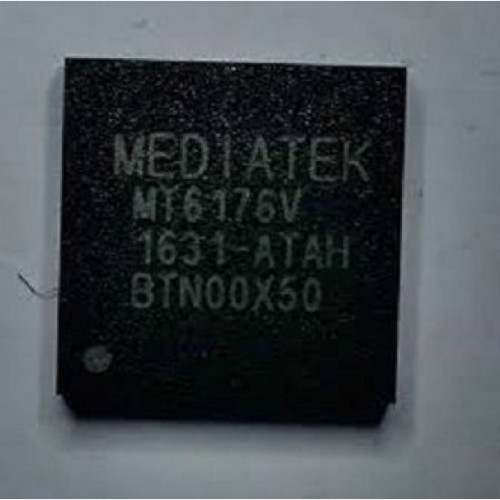 MEDIATEK
MT6176V
1631-ATAH
BTN00X50